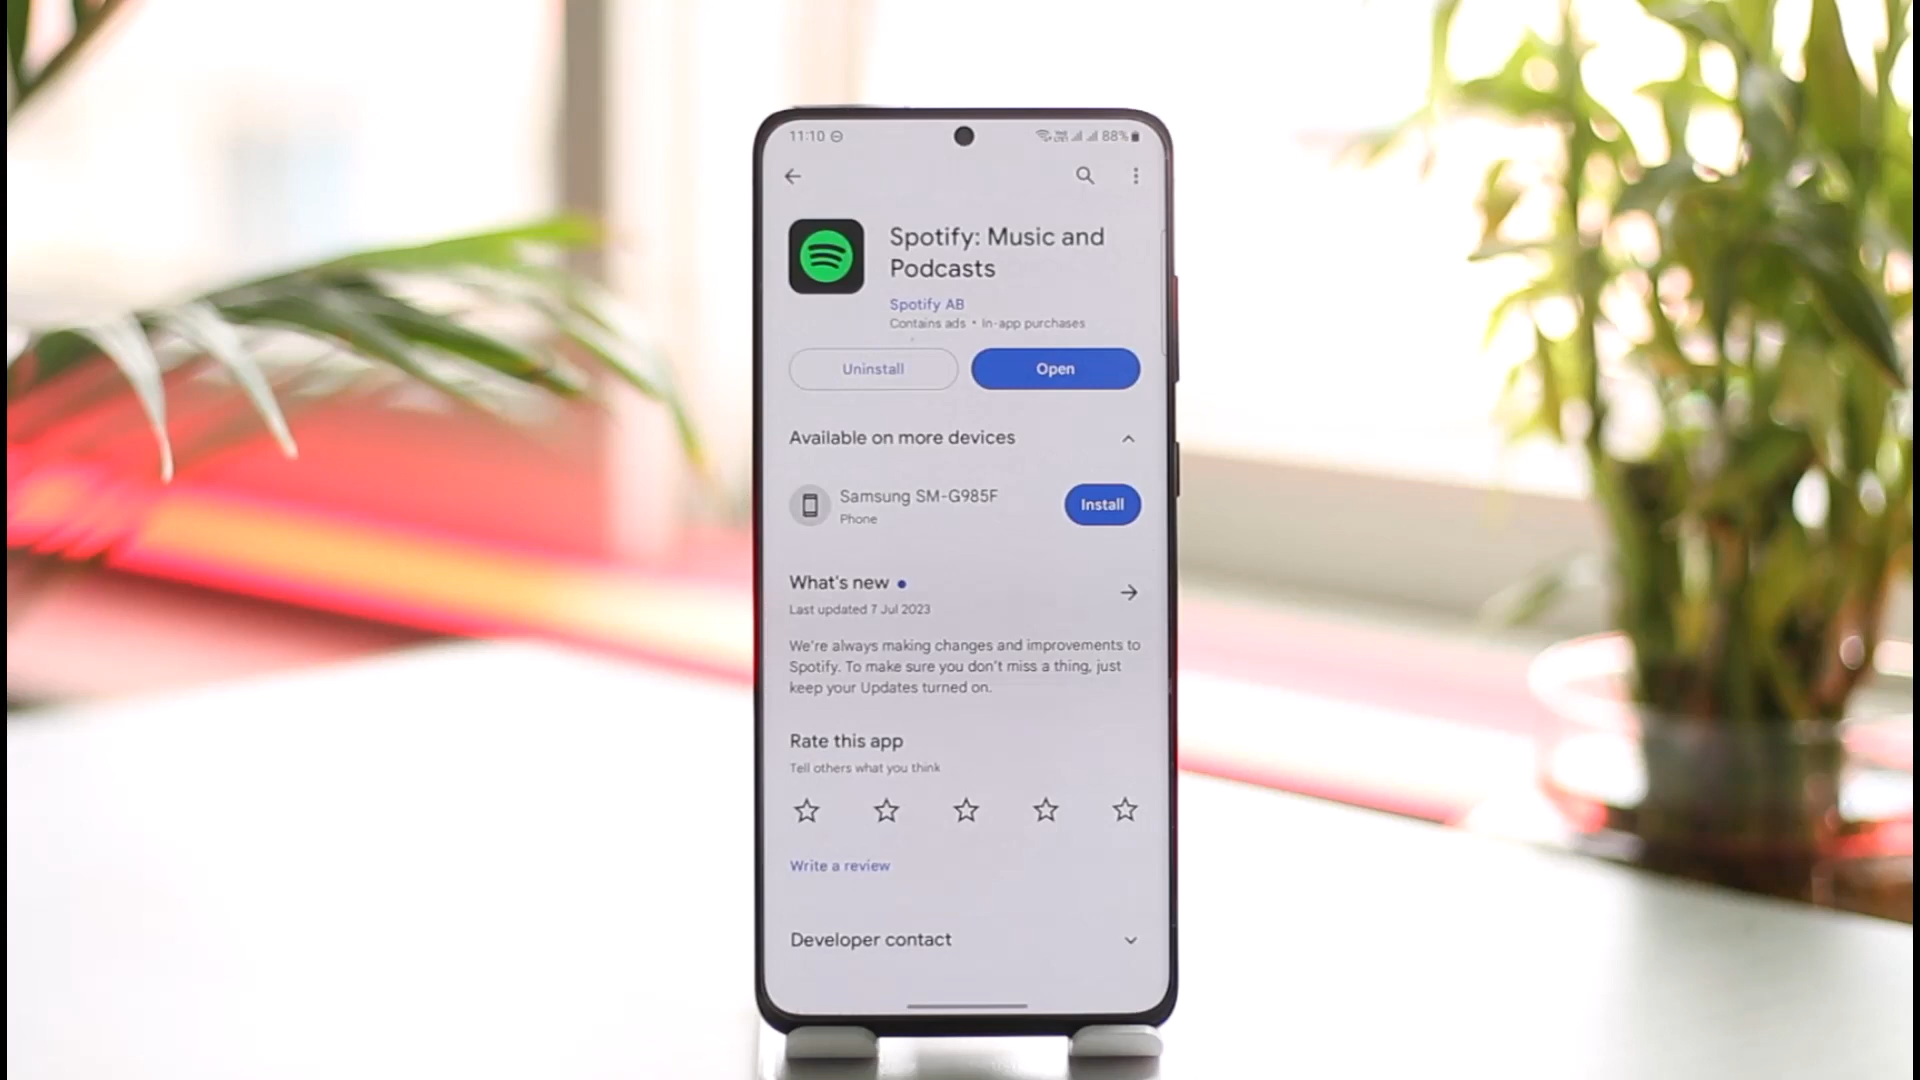 11:10
88%
Spotify: Music and
Podcasts
Spotify AB
Contains ads • In-app purchases
Uninstall
Open
Available on more devices
Samsung SM-G985F
Phone
Install
What's new
Last updated 7 Jul 2023
We're always making changes and improvements to
Spotify. To make sure you don't miss a thing, just
keep your Updates turned on.
Rate this app
Tell others what you think
Write a review
Developer contact